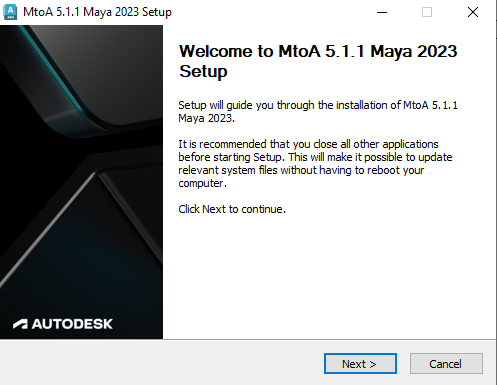 MtoA 5.1.1 Maya 2023 Setup
Welcome to MtoA 5.1.1 Maya 2023
Setup
Setup will guide you through the installation of MtoA 5.1.1
Maya 2023.
It is recommended that you close all other applications
before starting Setup. This will make it possible to update
relevant system files without having to reboot your
computer.
Click Next to continue.
AUTODESK
Next >
Cancel